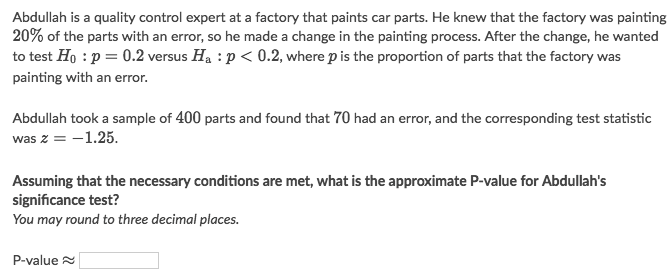 Abdullah is a quality control expert at a factory that paints car parts. He knew that the factory was painting
20% of the parts with an error, so he made a change in the painting process. After the change, he wanted
to test H₀ : p = 0.2 versus Hₐ : p < 0.2, where p is the proportion of parts that the factory was
painting with an error.
Abdullah took a sample of 400 parts and found that 70 had an error, and the corresponding test statistic
was z = −1.25.
Assuming that the necessary conditions are met, what is the approximate P-value for Abdullah's
significance test?
You may round to three decimal places.
P-value ≈